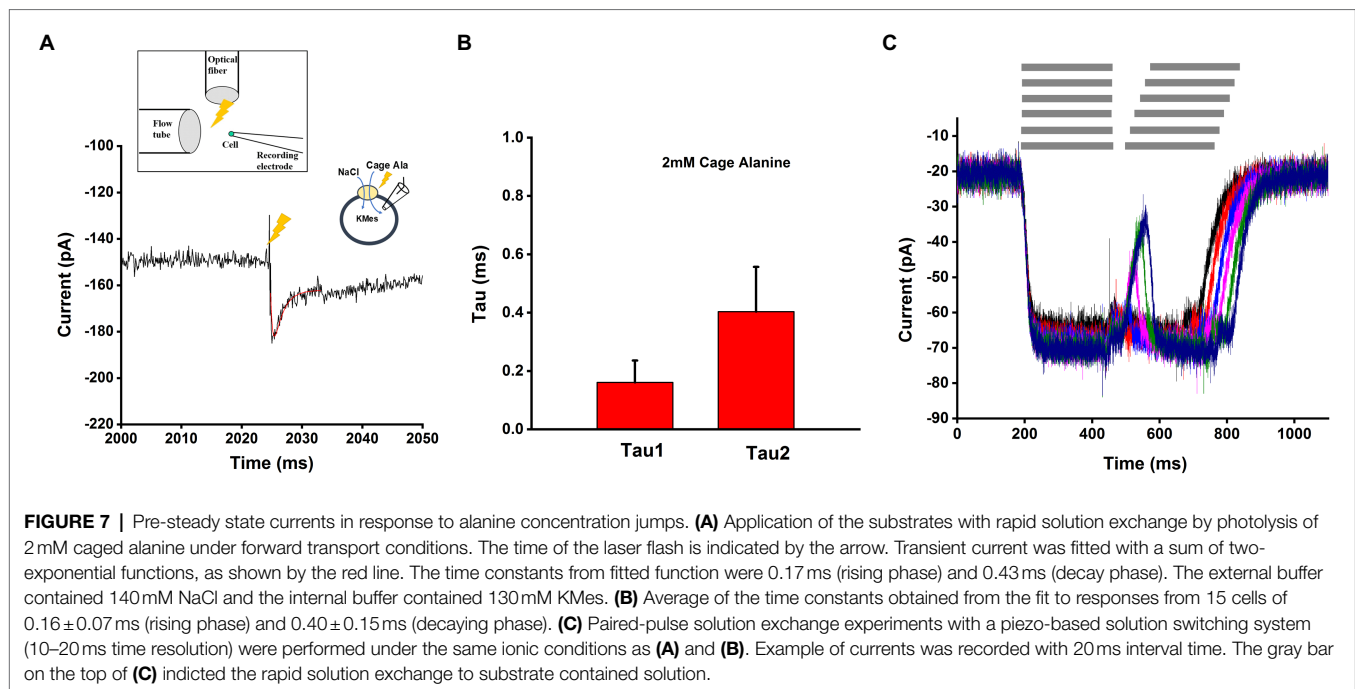 A
Optical
fiber
Flow
tube
Cell
Recording
electrode
NaCl
Cage Ala
KMes
-100
-120
-140
-160
-180
-200
-220
Current (pA)
2000
2010
2020
2030
2040
2050
Time (ms)
B
2mM Cage Alanine
1.0
0.8
0.6
0.4
0.2
0.0
Tau (ms)
Tau1
Tau2
C
-10
-20
-30
-40
-50
-60
-70
-80
-90
Current (pA)
0
200
400
600
800
1000
Time (ms)
FIGURE 7 | Pre-steady state currents in response to alanine concentration jumps. (A) Application of the substrates with rapid solution exchange by photolysis of
2 mM caged alanine under forward transport conditions. The time of the laser flash is indicated by the arrow. Transient current was fitted with a sum of two-
exponential functions, as shown by the red line. The time constants from fitted function were 0.17 ms (rising phase) and 0.43 ms (decay phase). The external buffer
contained 140 mM NaCl and the internal buffer contained 130 mM KMes. (B) Average of the time constants obtained from the fit to responses from 15 cells of
0.16 ± 0.07 ms (rising phase) and 0.40 ± 0.15 ms (decaying phase). (C) Paired-pulse solution exchange experiments with a piezo-based solution switching system
(10–20 ms time resolution) were performed under the same ionic conditions as (A) and (B). Example of currents was recorded with 20 ms interval time. The gray bar
on the top of (C) indicted the rapid solution exchange to substrate contained solution.